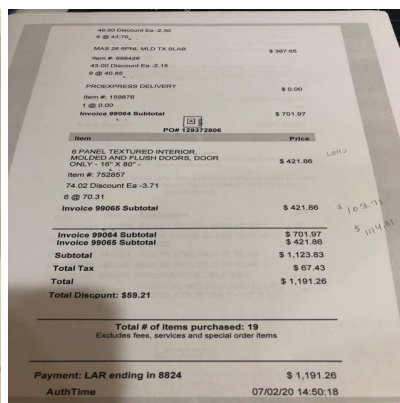 46.00 Discount Ea -2.30
6 @ 43.70
MAS 26 6PNL MLD TX SLAB $ 367.65
Item #:
43.00 Discount Ea -2.15
9 @ 40.85
PROEXPRESS DELIVERY $ 0.00
Item #: 159876
1 @ 0.00
Invoice 99064 Subtotal $ 701.97
PO# 129372806
Item Price
6 PANEL TEXTURED INTERIOR,
MOLDED AND FLUSH DOORS, DOOR
ONLY - 16" X 80" - $ 421.86
Item #: 752857
74.02 Discount Ea -3.71
6 @ 70.31
Invoice 99065 Subtotal $ 421.86
Invoice 99064 Subtotal $ 701.97
Invoice 99065 Subtotal $ 421.86
Subtotal $ 1,123.83
Total Tax $ 67.43
Total $ 1,191.26
Total Discount: $59.21
Total # of items purchased: 19
Excludes fees, services and special order items
Payment: LAR ending in 8824 $ 1,191.26
AuthTime 07/02/20 14:50:18